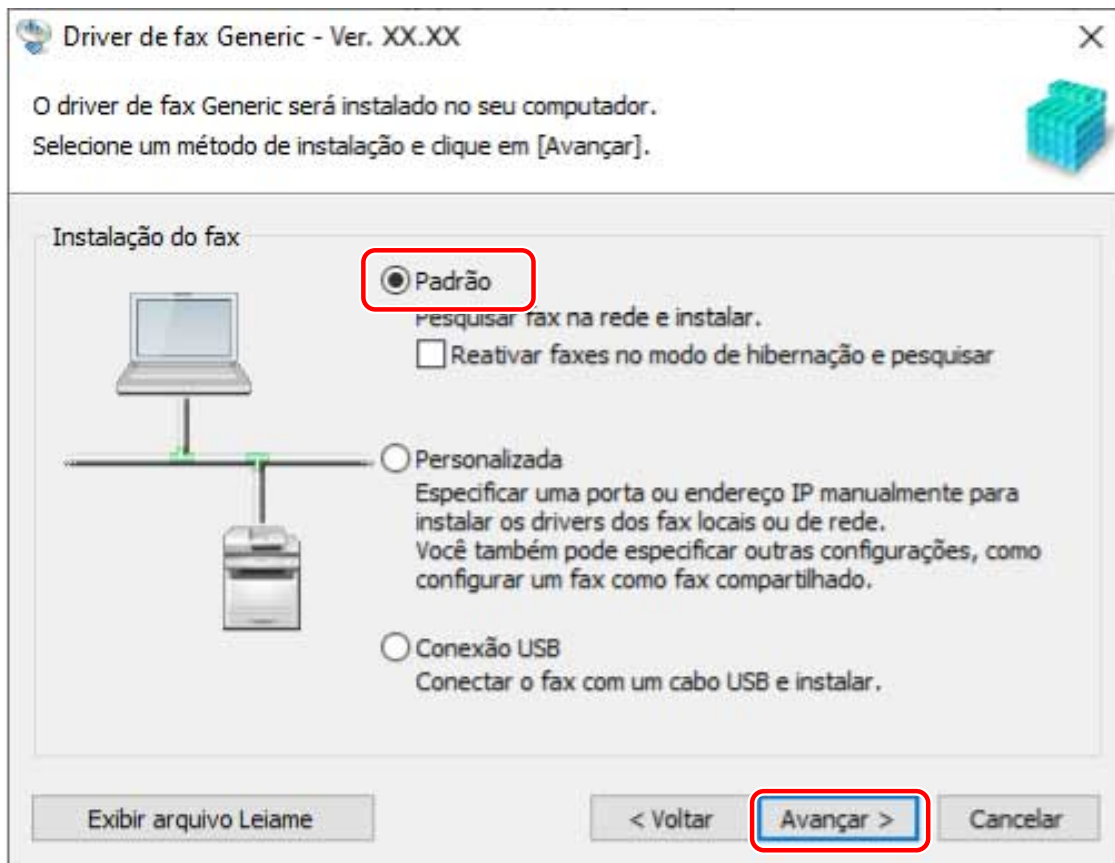 Driver de fax Generic - Ver. XX.XX
O driver de fax Generic será instalado no seu computador.
Selecione um método de instalação e clique em [Avançar].
Instalação do fax
Padrão
Pesquisar fax na rede e instalar.
Reativar faxes no modo de hibernação e pesquisar
Personalizada
Especificar uma porta ou endereço IP manualmente para
instalar os drivers dos fax locais ou de rede.
Você também pode especificar outras configurações, como
configurar um fax como fax compartilhado.
Conexão USB
Conectar o fax com um cabo USB e instalar.
Exibir arquivo Leiame
< Voltar
Avançar >
Cancelar